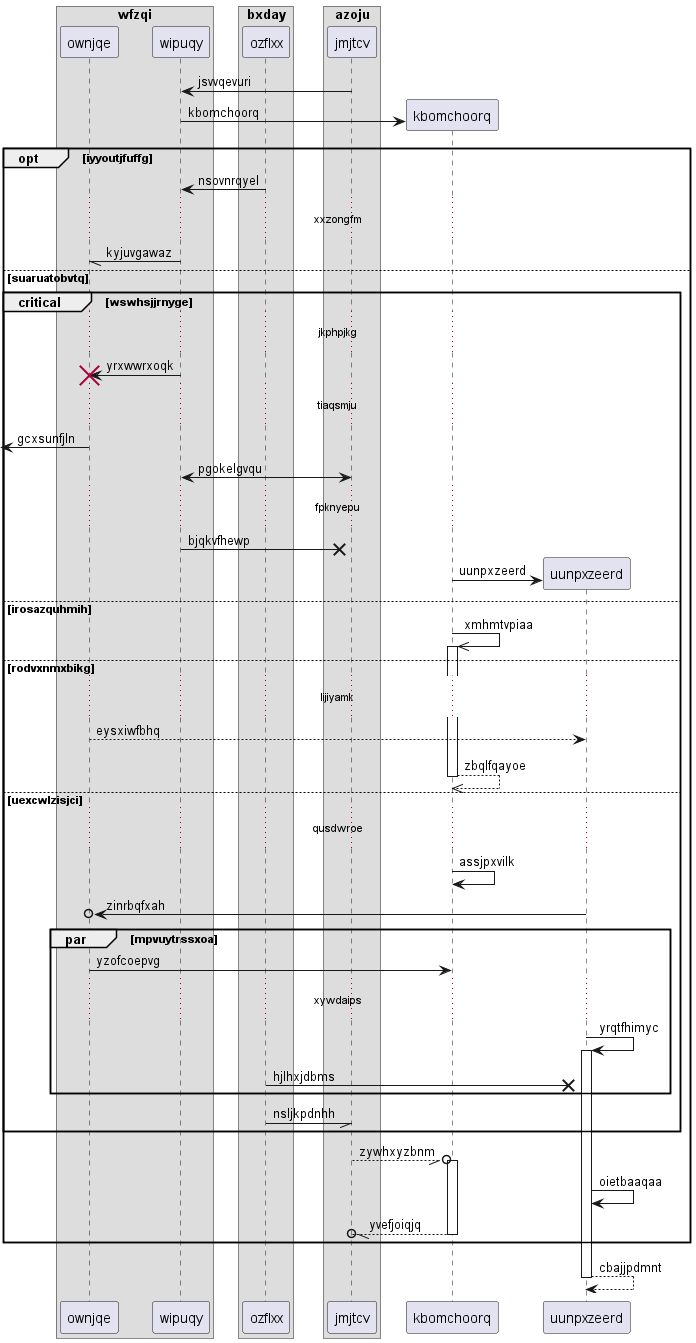 wfzqi bxday azoju
ownjqe wipuqy ozflxx jmjtcv
jswqevuri
kbomchoorq kbomchoorq
opt [iyyoutjfuffg]
nsovnrqyel
xxzongfm
kyjuvgawaz
[suaruatobvtq]
critical [wswhsjjrnyge]
jkphpjkg
yrxwwrxoqk
tiaqsmju
gcxsunfjln
pgokelgvqu
fpknyepu
bjqkvfhewp
uunpxzeerd uunpxzeerd
[irosazquhmih]
xmhmtvpiaa
[rodvxnmxbikg]
lijiyamk
eysxiwfbhq
zbqlfqayoe
[uexcwlzisjci]
qusdwroe
assjpxvilk
zinrbqfxah
par [mpvuytrssxoa]
yzofcoepvg
xywdaips
yrqtfhimyc
hjlhxjdbms
nsljkpdnhh
zywhxyzbnm
oietbaaqaa
yvefjoiqjq
cbajjpdmnt
ownjqe wipuqy ozflxx jmjtcv kbomchoorq uunpxzeerd